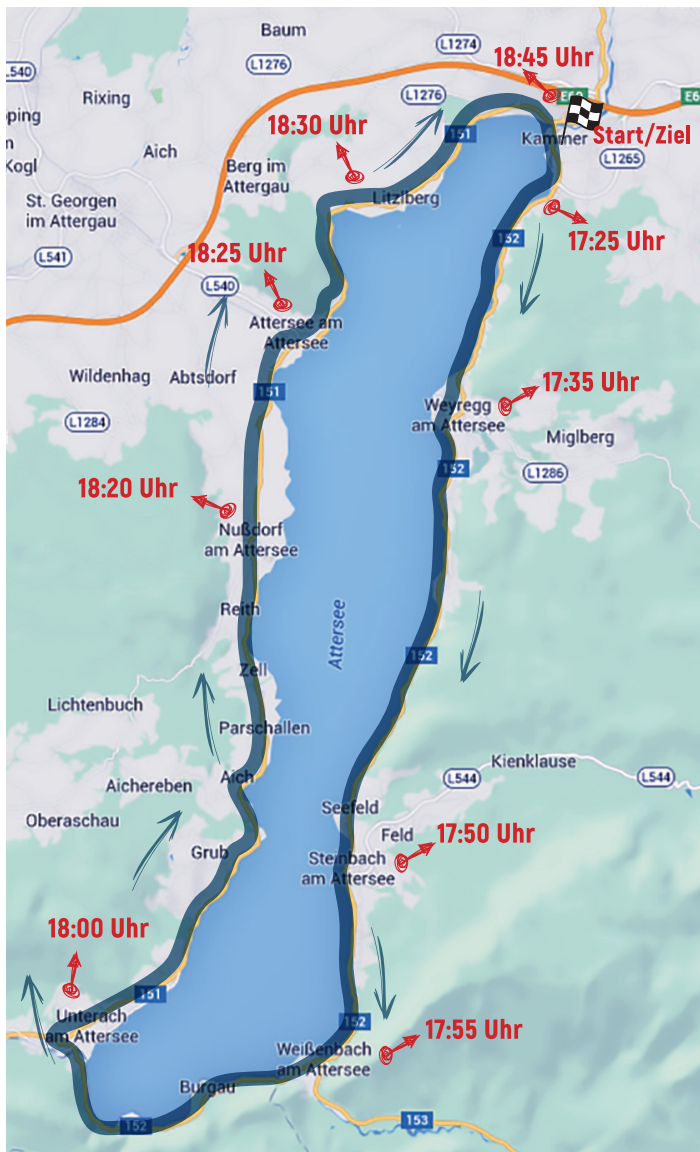 Baum
L1274
18:45 Uhr
L540
L1276
E60
E6
Rixing
L1276
ping
18:30 Uhr
151
Start/Ziel
Kammer
Aich
Kogl
Berg im
Attergau
L1265
Litzlberg
St. Georgen
im Attergau
17:25 Uhr
152
18:25 Uhr
L541
L540
Attersee am
Attersee
Wildenhag
Abtsdorf
17:35 Uhr
151
Weyregg
am Attersee
L1284
Miglberg
152
L1286
18:20 Uhr
Nußdorf
am Attersee
Reith
Attersee
152
Zell
Lichtenbuch
Parschallen
Kienklause
Aich
L544
L544
Aichereben
Seefeld
Oberaschau
Feld
17:50 Uhr
Grub
Steinbach
am Attersee
18:00 Uhr
151
Unterach
am Attersee
152
17:55 Uhr
Weißenbach
am Attersee
Burgau
152
153